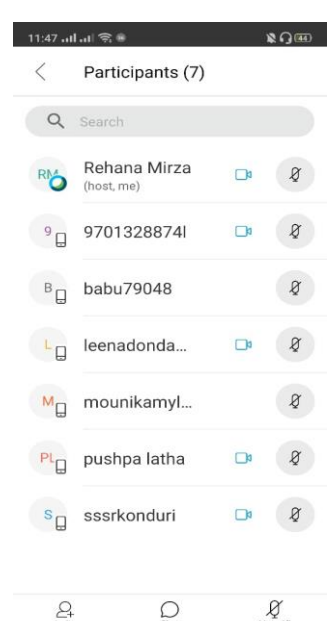 11:47
44
Participants (7)
Search
RM
Rehana Mirza
(host, me)
9
9701328874l
B
babu79048
L
leenadonda...
M
mounikamyl...
PL
pushpa latha
S
sssrkonduri